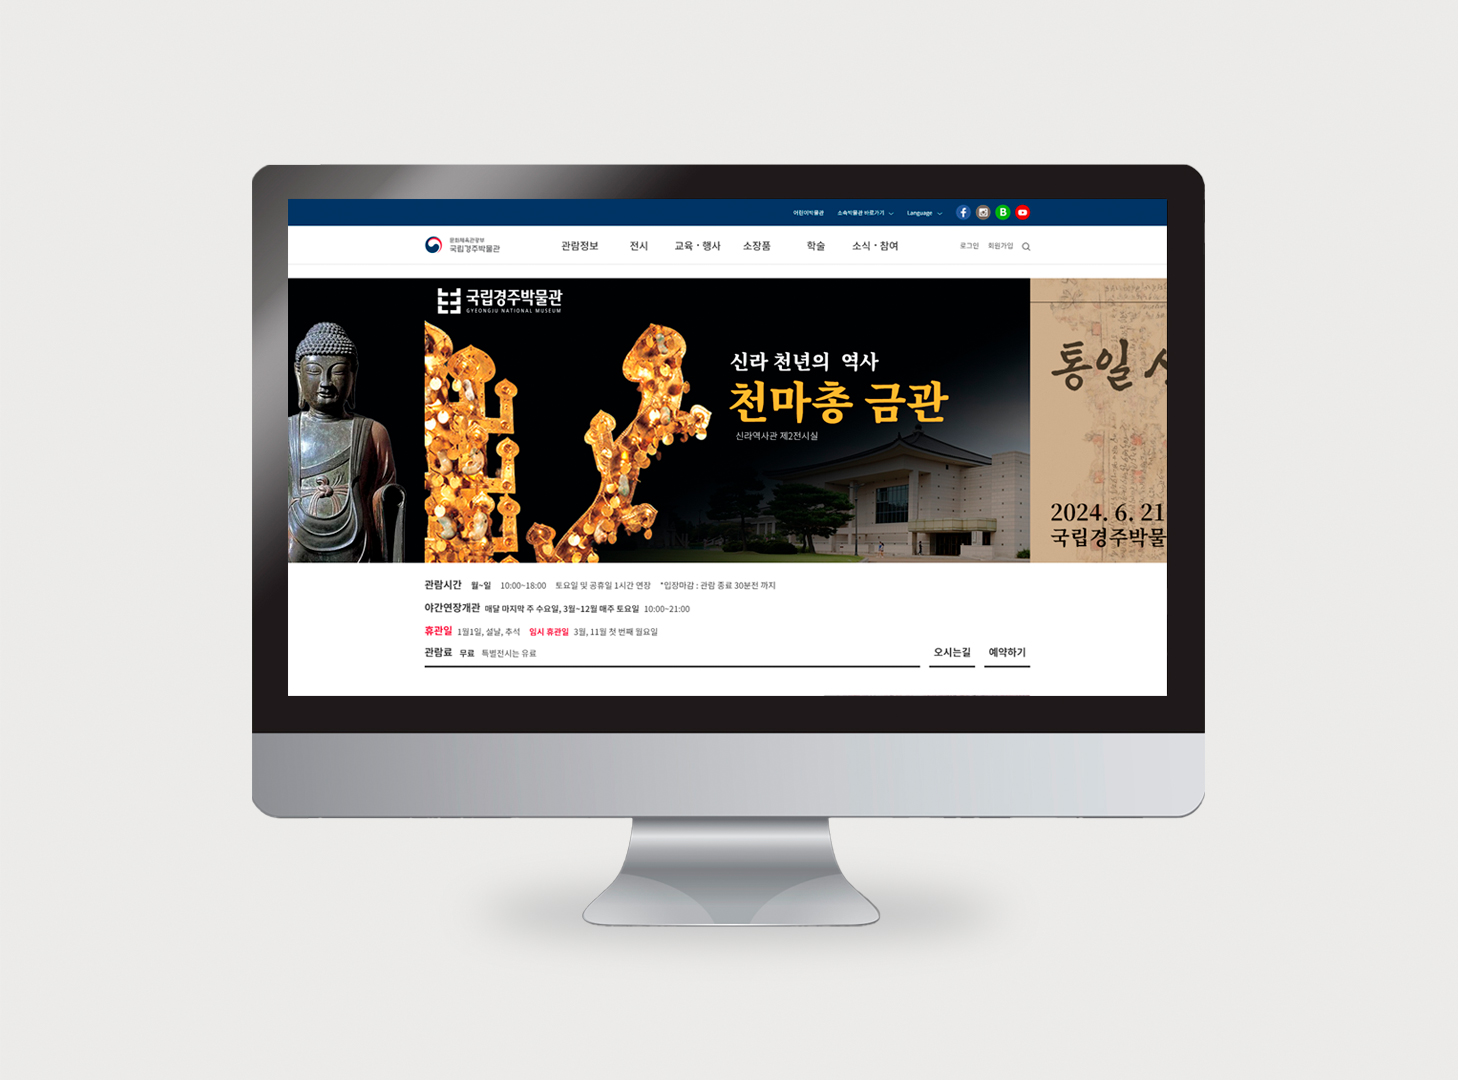 어린이박물관 소속박물관 바로가기 Language
문화체육관광부
국립경주박물관
관람정보 전시 교육・행사 소장품 학술 소식・참여 로그인 회원가입
국립경주박물관
GYEONGJU NATIONAL MUSEUM
신라 천년의 역사
천마총 금관
신라역사관 제2전시실
통일
2024. 6. 21
국립경주박물
관람시간 월~일 10:00~18:00 토요일 및 공휴일 1시간 연장 *입장마감 : 관람 종료 30분전 까지
야간연장개관 매달 마지막 주 수요일, 3월~12월 매주 토요일 10:00~21:00
휴관일 1월1일, 설날, 추석 임시 휴관일 3월, 11월 첫 번째 월요일
관람료 무료 특별전시는 유료 오시는길 예약하기